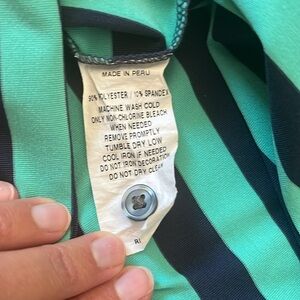 MADE IN PERU
90% POLYESTER / 10% SPANDEX
MACHINE WASH COLD
ONLY NON-CHLORINE BLEACH
WHEN NEEDED
REMOVE PROMPTLY
TUMBLE DRY LOW
COOL IRON IF NEEDED
DO NOT IRON DECORATION
DO NOT DRY CLEAN